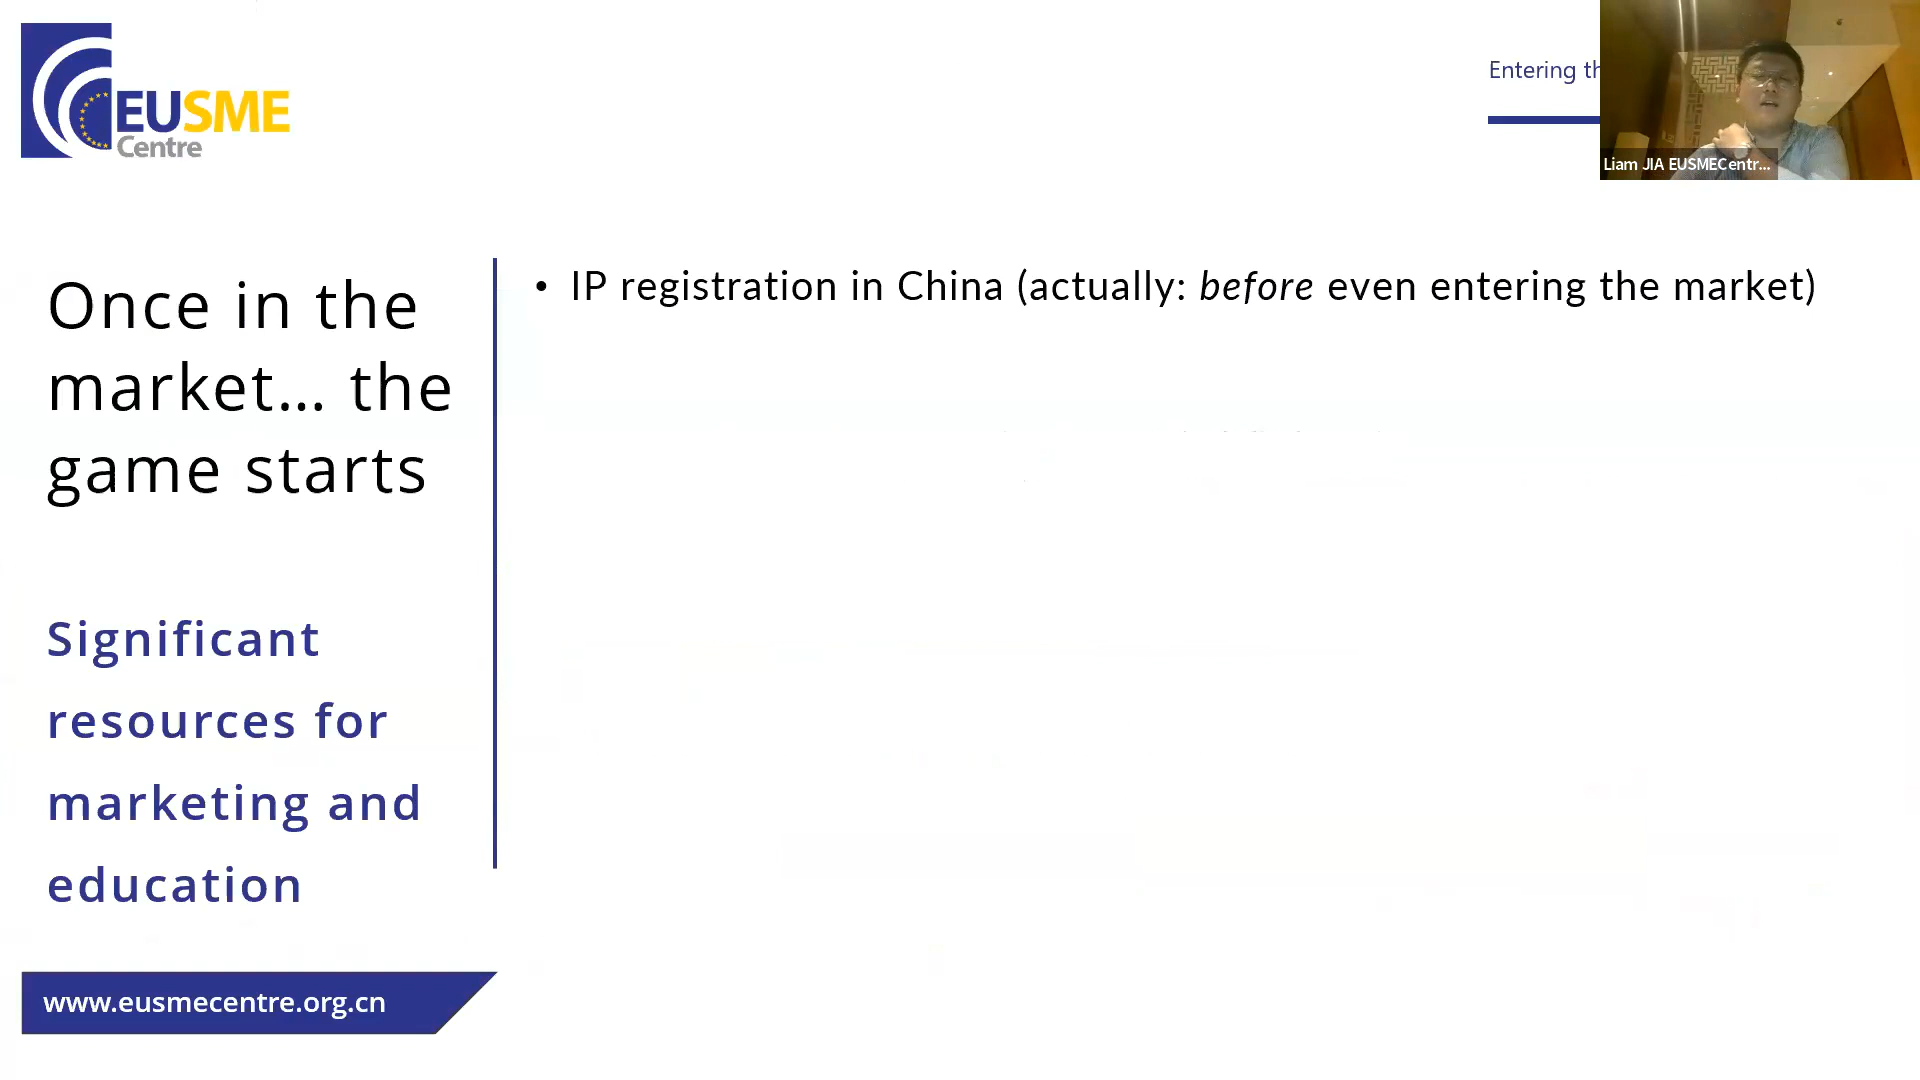 EUSME
Centre
Entering th
Liam JIA EUSMECentr...
Once in the
market... the
game starts
• IP registration in China (actually: before even entering the market)
Significant
resources for
marketing and
education
www.eusmecentre.org.cn